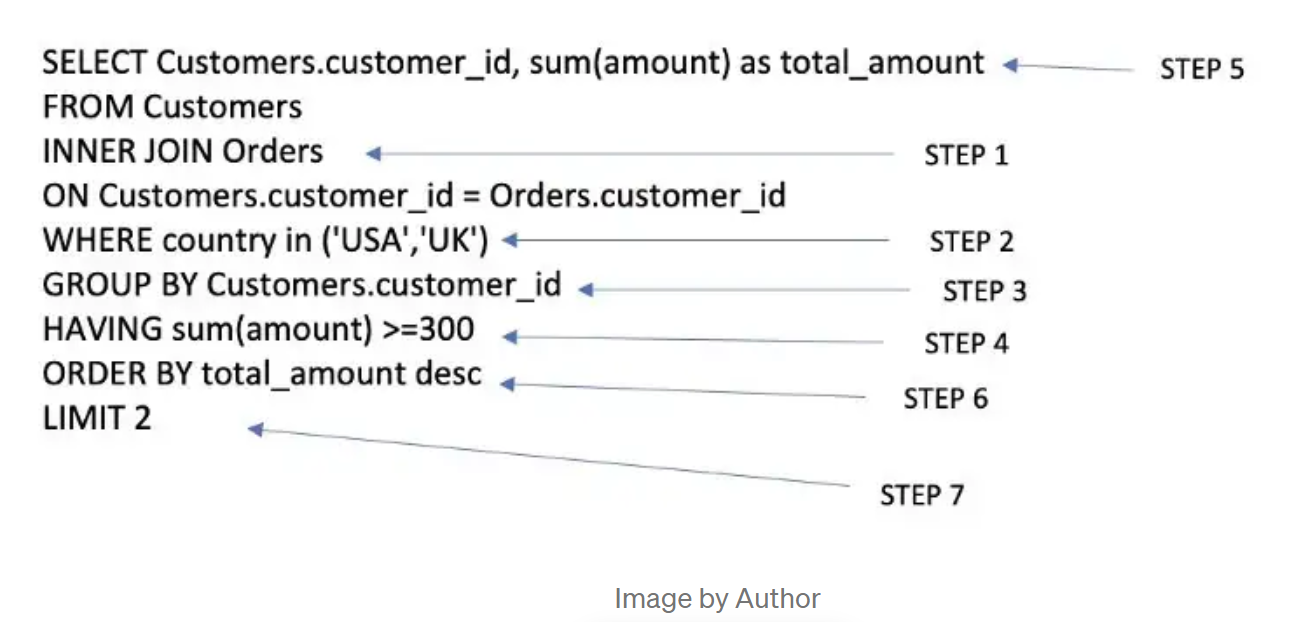 SELECT Customers.customer_id, sum(amount) as total_amount STEP 5
FROM Customers
INNER JOIN Orders STEP 1
ON Customers.customer_id = Orders.customer_id
WHERE country in ('USA','UK') STEP 2
GROUP BY Customers.customer_id STEP 3
HAVING sum(amount) >=300 STEP 4
ORDER BY total_amount desc STEP 6
LIMIT 2
STEP 7
Image by Author